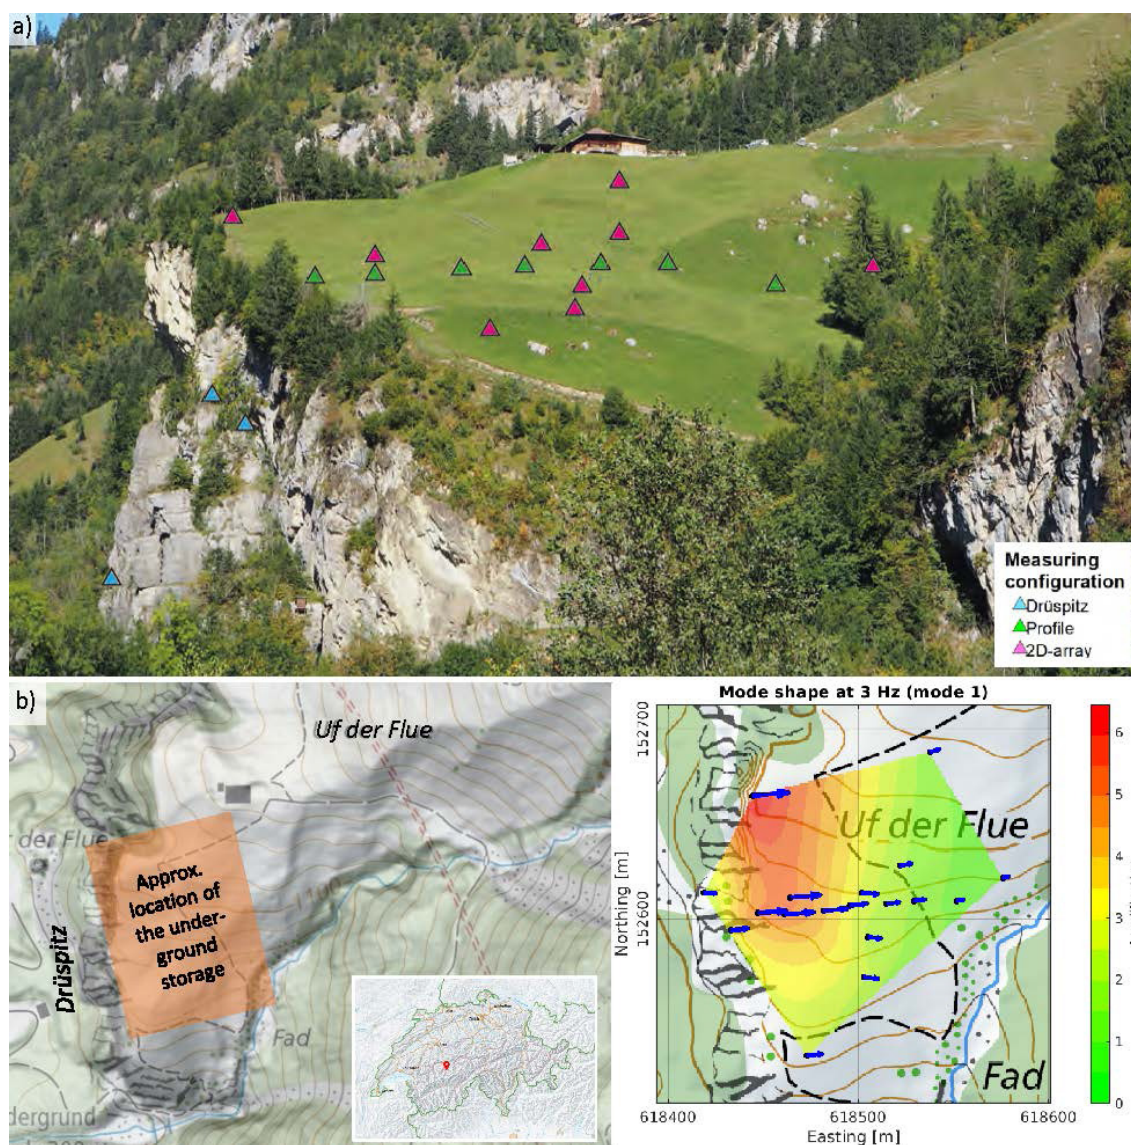 a)
Measuring
configuration
Drüspitz
Profile
2D-array
b)
Uf der Flue
der Flue
Approx.
location of
the under-
ground
storage
Drüspitz
Fad
dergrund
Mode shape at 3 Hz (mode 1)
152700
152600
Northing [m]
Uf der Flue
Fad
618400
618500
618600
Easting [m]
6
5
4
3
2
1
0